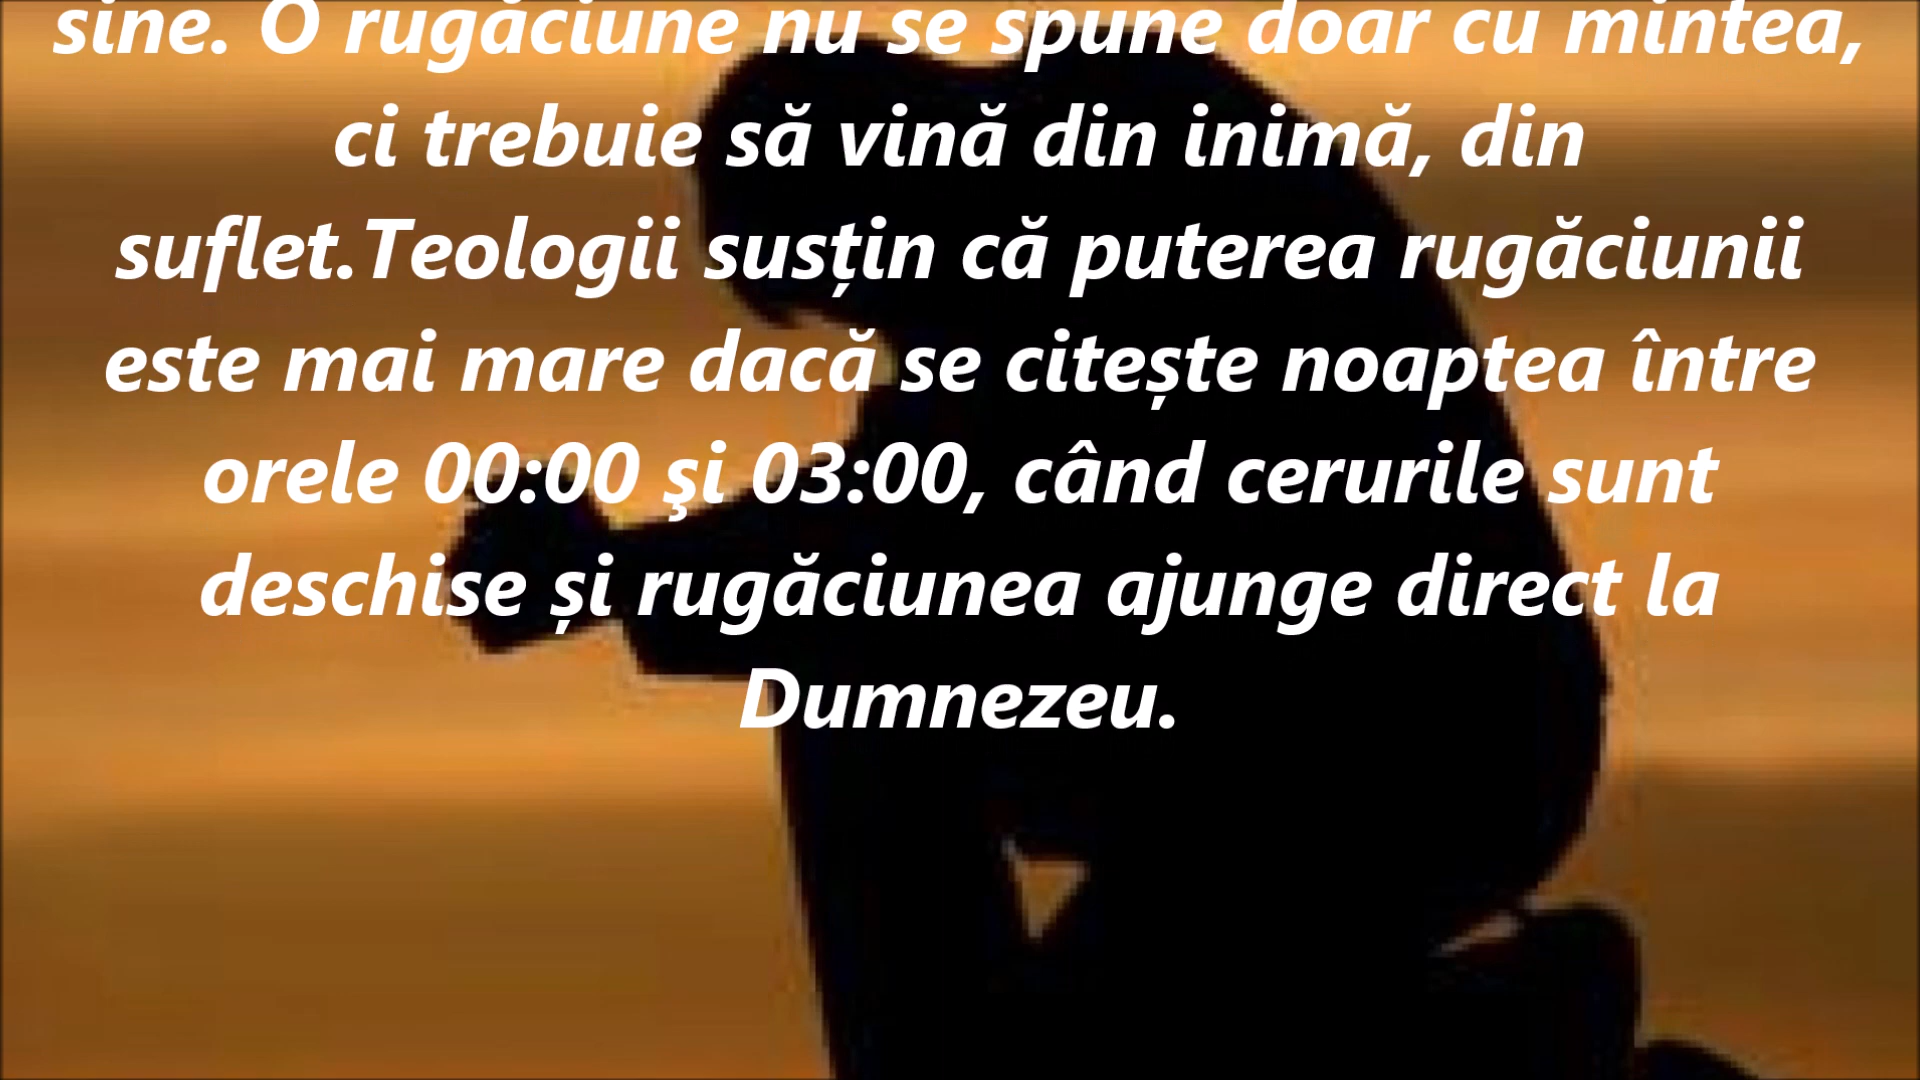 sine. O rugăciune nu se spune doar cu mintea,
ci trebuie să vină din inimă, din
suflet.Teologii susțin că puterea rugăciunii
este mai mare dacă se citește noaptea între
orele 00:00 şi 03:00, când cerurile sunt
deschise și rugăciunea ajunge direct la
Dumnezeu.